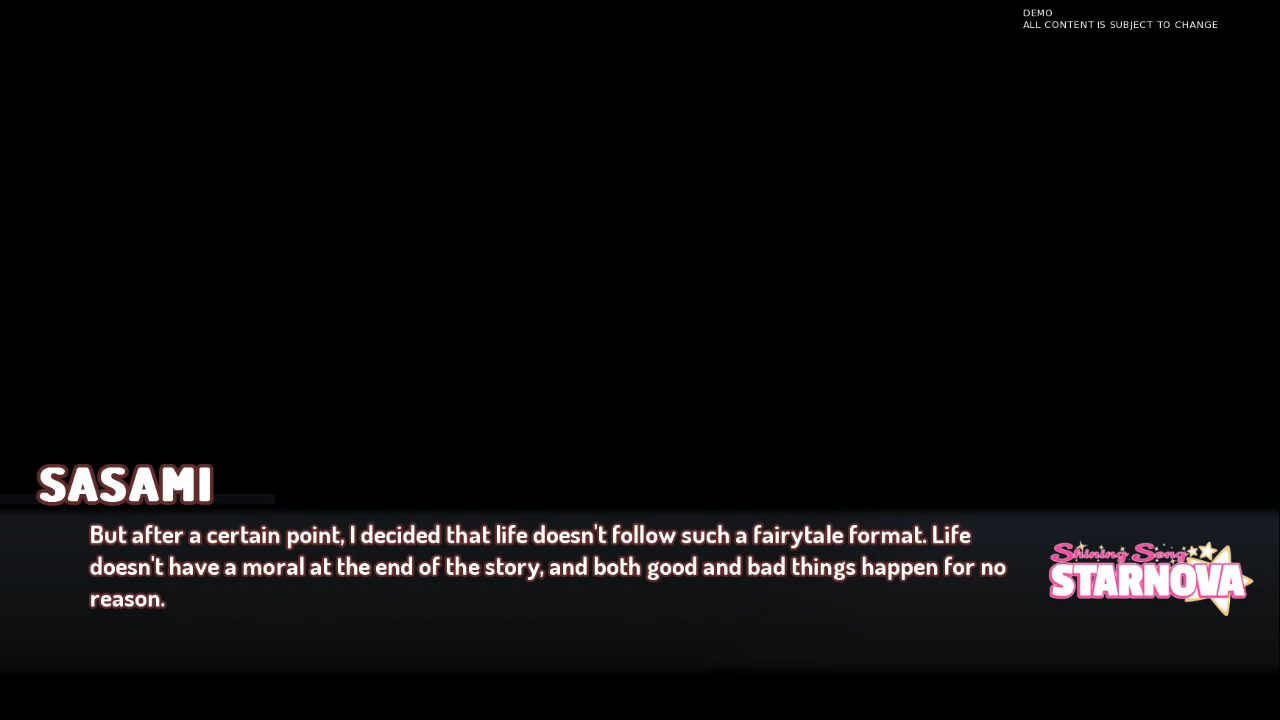 DEMO
ALL CONTENT IS SUBJECT TO CHANGE
SASAMI
But after a certain point, I decided that life doesn't follow such a fairytale format. Life
doesn't have a moral at the end of the story, and both good and bad things happen for no
reason.
Shining Song
STARNOVA